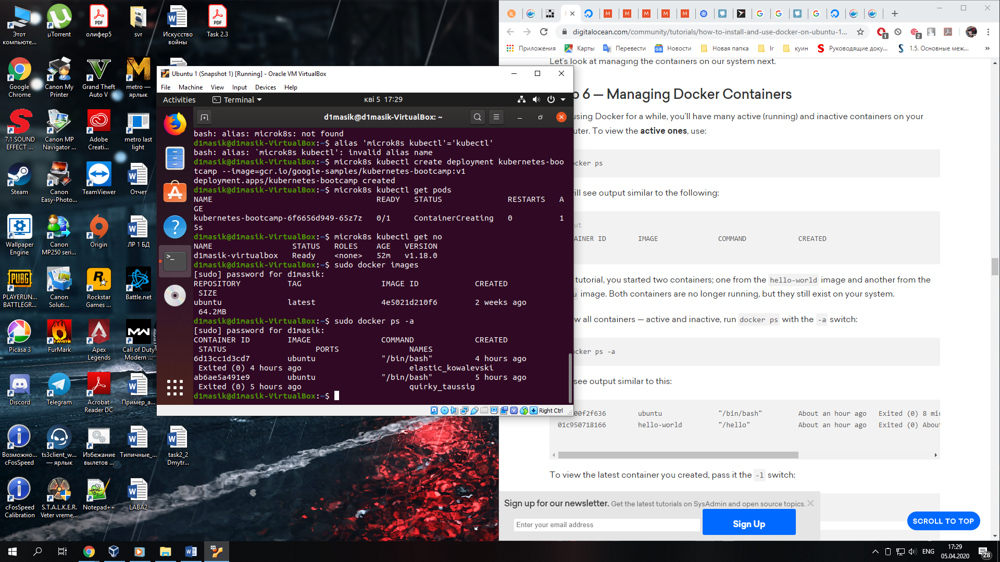 Этот компьюте...
µTorrent
олифер5
svr
Искусство войны
Task 2.3
Google Chrome
Canon My Printer
Grand Theft Auto V
metro — ярлык
7.1 SOUND EFFECT ...
Canon MP Navigator ...
Adobe Creati...
metro last light
Steam
Canon Easy-Photo...
TeamViewer
Отчет
Wallpaper Engine
Canon MP250 seri...
Origin
ЛР 1 БД
PLAYERUN... BATTLEGR...
Canon Soluti...
Rockstar Games ...
Battle.net
Picasa 3
FurMark
Apex Legends
Call of Duty Modern ...
Discord
Telegram
Acrobat Reader DC
Пример_а...
Возможно... cFosSpeed
ts3client_w... — ярлык
Избежание вылетов ...
Типичные_...
task2_2 Dmytr...
cFosSpeed Calibration
S.T.A.L.K.E.R. Veter vreme...
Notepad++
LABA2
Ubuntu 1 (Snapshot 1) [Running] - Oracle VM VirtualBox
File Machine View Input Devices Help
Activities Terminal кві 5 17:29
d1masik@d1masik-VirtualBox: ~
bash: alias: microk8s: not found
d1masik@d1masik-VirtualBox:~$ alias 'microk8s kubectl'='kubectl'
bash: alias: `microk8s kubectl': invalid alias name
d1masik@d1masik-VirtualBox:~$ microk8s kubectl create deployment kubernetes-boo
tcamp --image=gcr.io/google-samples/kubernetes-bootcamp:v1
deployment.apps/kubernetes-bootcamp created
d1masik@d1masik-VirtualBox:~$ microk8s kubectl get pods
NAME READY STATUS RESTARTS A
GE
kubernetes-bootcamp-6f6656d949-65z7z 0/1 ContainerCreating 0 1
5s
d1masik@d1masik-VirtualBox:~$ microk8s kubectl get no
NAME STATUS ROLES AGE VERSION
d1masik-virtualbox Ready <none> 52m v1.18.0
d1masik@d1masik-VirtualBox:~$ sudo docker images
[sudo] password for d1masik:
REPOSITORY TAG IMAGE ID CREATED
SIZE
ubuntu latest 4e5021d210f6 2 weeks ago
64.2MB
d1masik@d1masik-VirtualBox:~$ sudo docker ps -a
[sudo] password for d1masik:
CONTAINER ID IMAGE COMMAND CREATED
STATUS PORTS NAMES
6d13cc1d3cd7 ubuntu "/bin/bash" 4 hours ago
Exited (0) 4 hours ago elastic_kowalevski
ab6ae5a491e9 ubuntu "/bin/bash" 5 hours ago
Exited (0) 5 hours ago quirky_taussig
d1masik@d1masik-VirtualBox:~$
Right Ctrl
digitalocean.com/community/tutorials/how-to-install-and-use-docker-on-ubuntu-1...
Приложения Карты Перевести Новости Новая папка Ir куин Руководящие доку... 1.5. Основные меж...
Let's look at managing the containers on our system next.
p 6 — Managing Docker Containers
using Docker for a while, you'll have many active (running) and inactive containers on your
uter. To view the active ones, use:
ocker ps
ill see output similar to the following:
ut
AINER ID IMAGE COMMAND CREATED
tutorial, you started two containers; one from the hello-world image and another from the
u image. Both containers are no longer running, but they still exist on your system.
w all containers — active and inactive, run docker ps with the -a switch:
ocker ps -a
see output similar to this:
00f2f636 ubuntu "/bin/bash" About an hour ago Exited (0) 8 min
01c950718166 hello-world "/hello" About an hour ago Exited (0) About
To view the latest container you created, pass it the -l switch:
Sign up for our newsletter. Get the latest tutorials on SysAdmin and open source topics.
Enter your email address
Sign Up
SCROLL TO TOP
ENG
17:29
05.04.2020
28